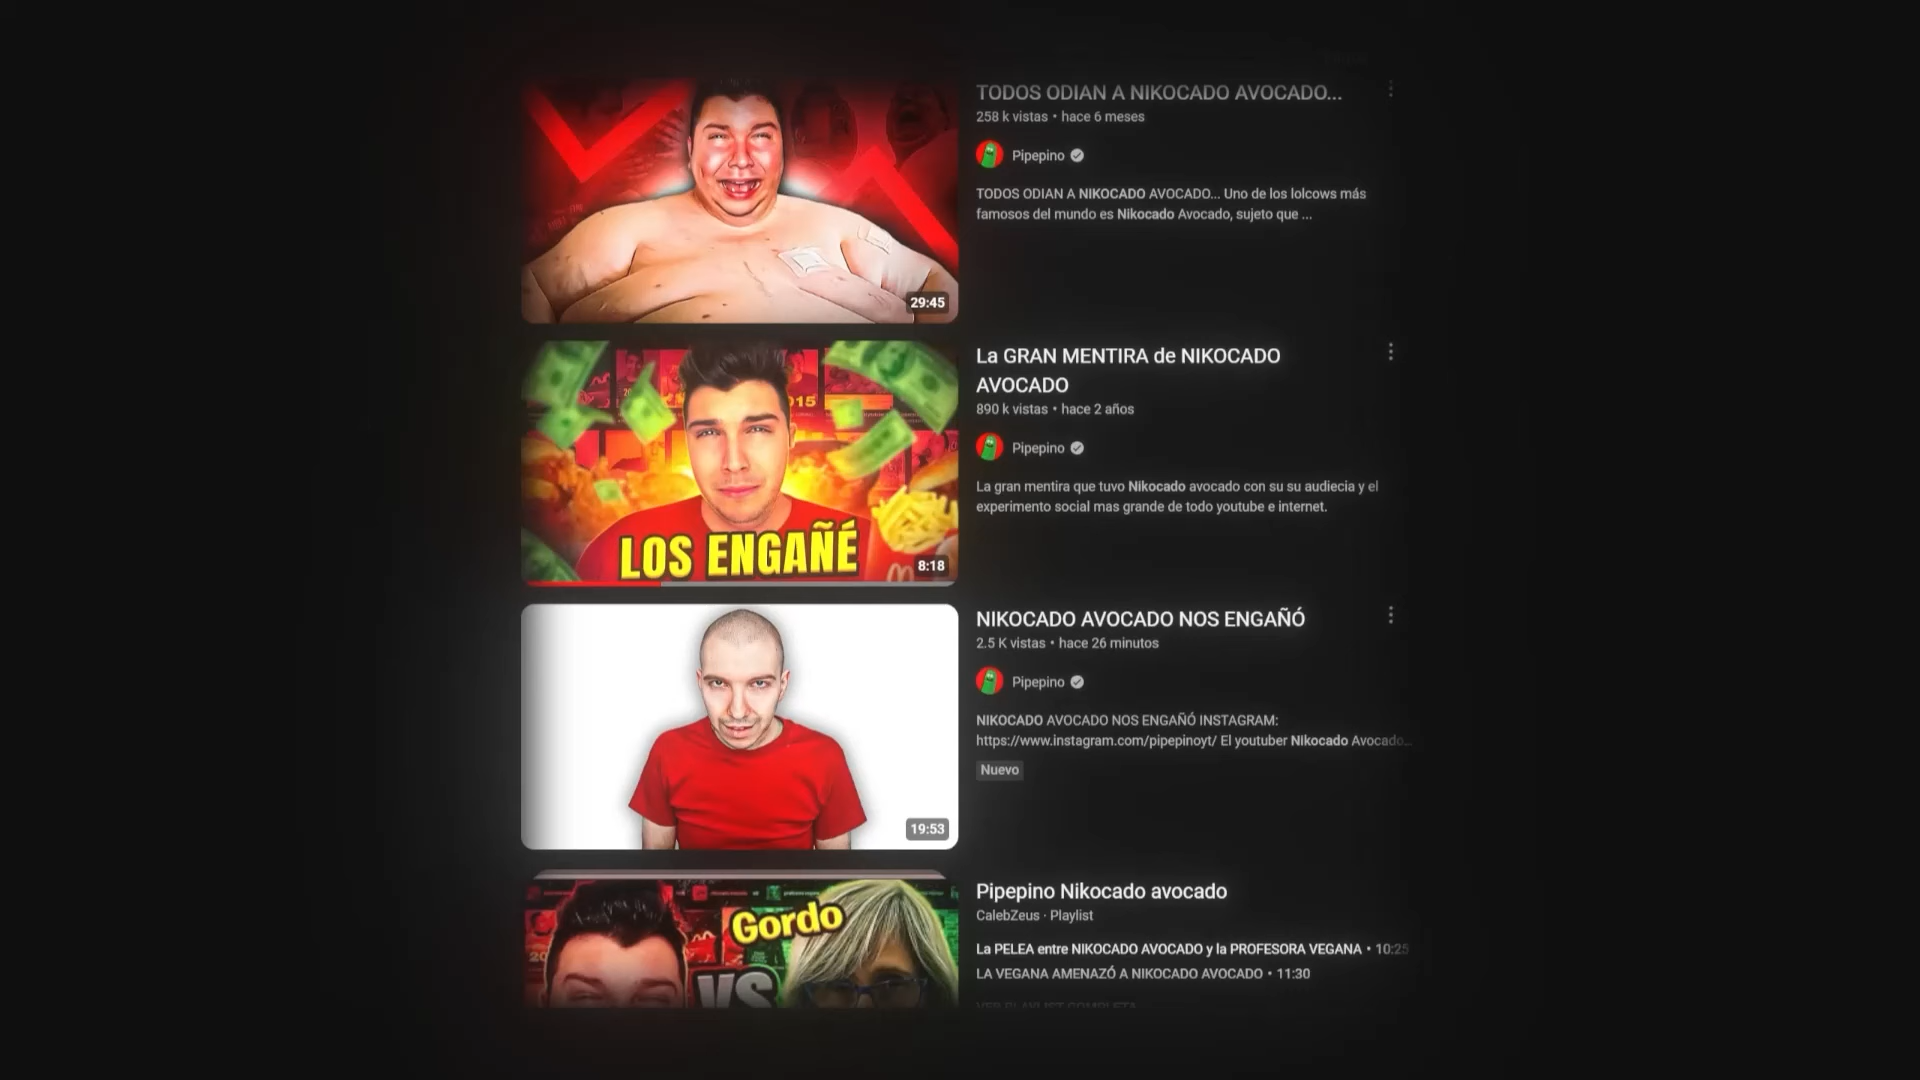 TODOS ODIAN A NIKOCADO AVOCADO...
258 k vistas • hace 6 meses
Pipepino
TODOS ODIAN A NIKOCADO AVOCADO... Uno de los lolcows más
famosos del mundo es Nikocado Avocado, sujeto que ...
29:45
La GRAN MENTIRA de NIKOCADO
AVOCADO
890 k vistas • hace 2 años
Pipepino
La gran mentira que tuvo Nikocado avocado con su su audiecia y el
experimento social mas grande de todo youtube e internet.
2015
LOS ENGAÑÉ
8:18
NIKOCADO AVOCADO NOS ENGAÑÓ
2.5 K vistas • hace 26 minutos
Pipepino
NIKOCADO AVOCADO NOS ENGAÑÓ INSTAGRAM:
https://www.instagram.com/pipepinoyt/ El youtuber Nikocado Avocado...
Nuevo
19:53
Gordo
VS
Pipepino Nikocado avocado
CalebZeus · Playlist
La PELEA entre NIKOCADO AVOCADO y la PROFESORA VEGANA • 10:25
LA VEGANA AMENAZÓ A NIKOCADO AVOCADO • 11:30
VER PLAYLIST COMPLETA